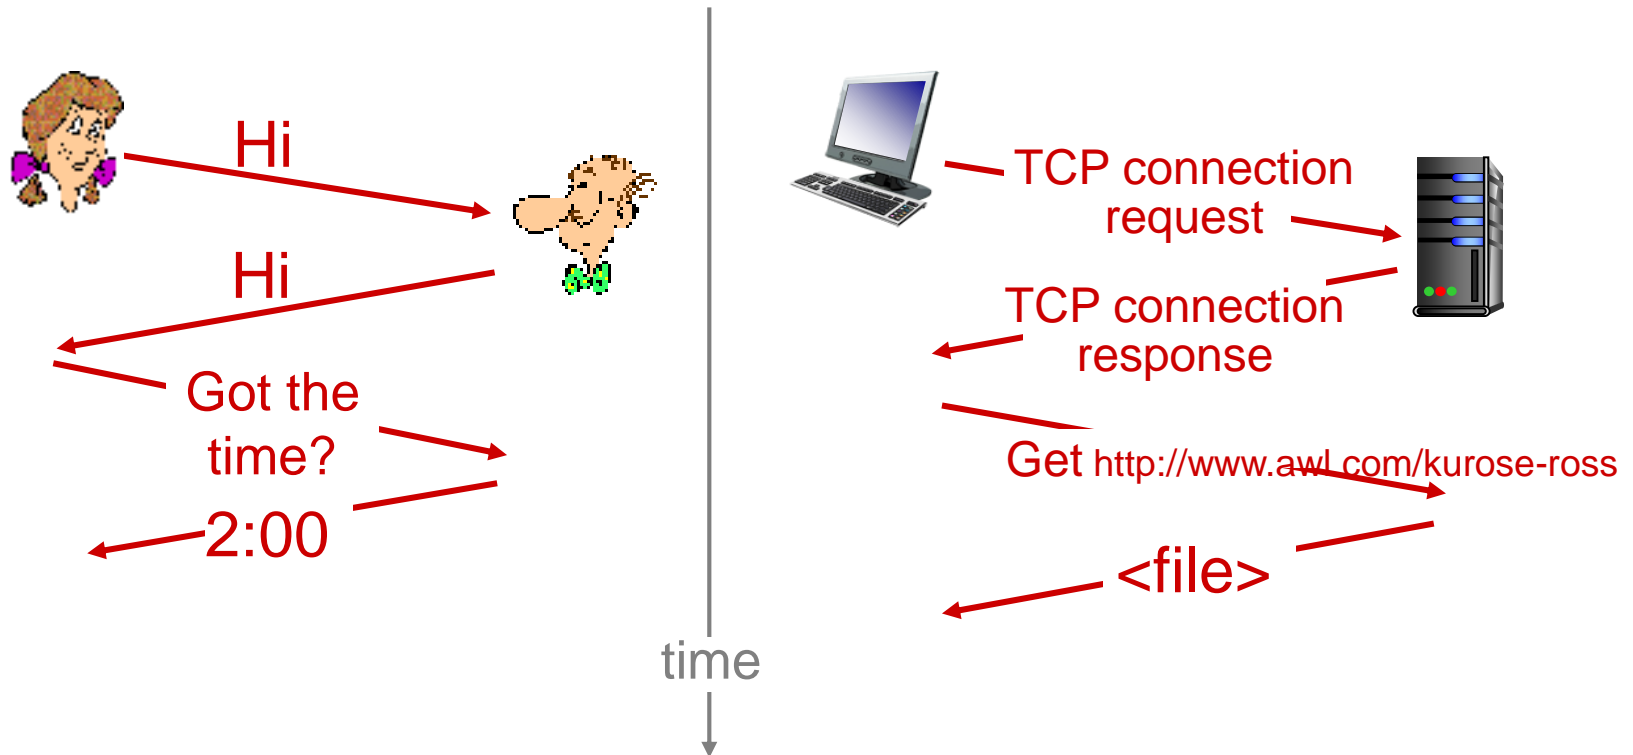 Hi
Hi
Got the
time?
2:00
time
TCP connection
request
TCP connection
response
Get http://www.awl.com/kurose-ross
<file>